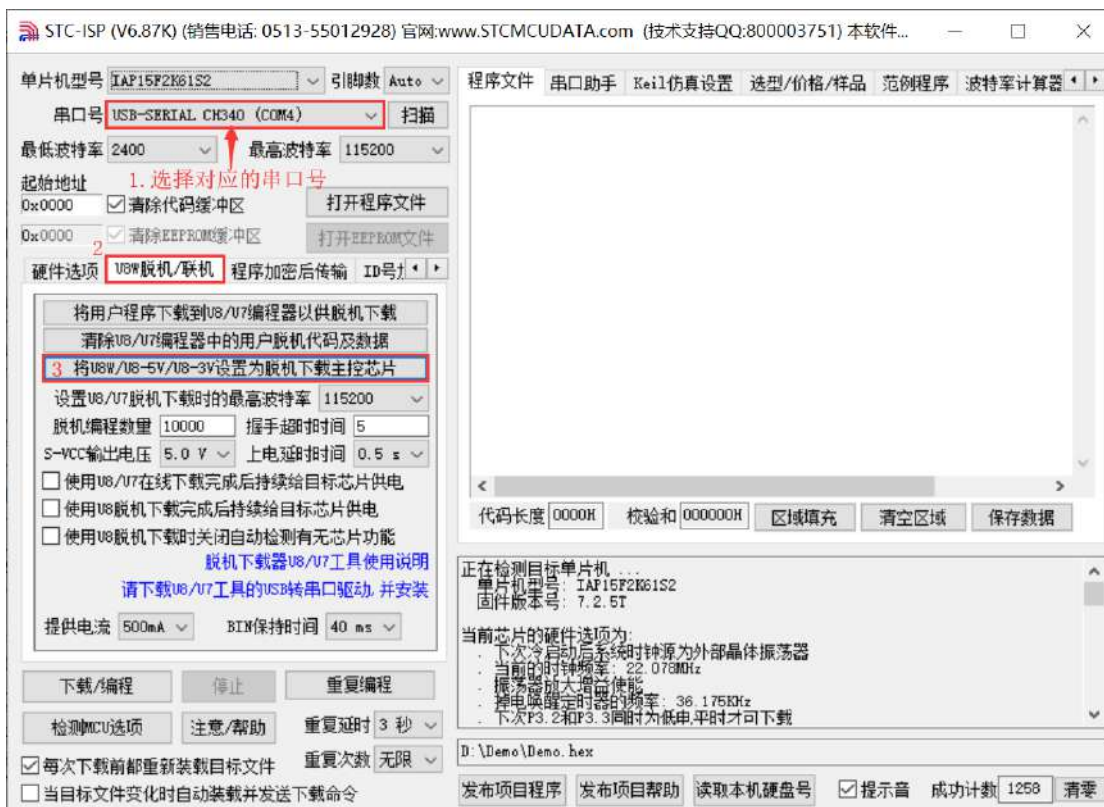 STC-ISP (V6.87K) (销售电话: 0513-55012928) 官网:www.STCMCUDATA.com (技术支持QQ:800003751) 本软件...
单片机型号 IAP15F2K61S2 引脚数 Auto
串口号 USB-SERIAL CH340 (COM4) 扫描
最低波特率 2400 最高波特率 115200
1.选择对应的串口号
起始地址
0x0000 清除代码缓冲区 打开程序文件
0x0000 清除EEPROM缓冲区 打开EEPROM文件
2
硬件选项 U8W脱机/联机 程序加密后传输 ID号
将用户程序下载到U8/U7编程器以供脱机下载
清除U8/U7编程器中的用户脱机代码及数据
3 将U8W/U8-5V/U8-3V设置为脱机下载主控芯片
设置U8/U7脱机下载时的最高波特率 115200
脱机编程数量 10000 握手超时时间 5
S-VCC输出电压 5.0 V 上电延时时间 0.5 s
使用U8/U7在线下载完成后持续给目标芯片供电
使用U8脱机下载完成后持续给目标芯片供电
使用U8脱机下载时关闭自动检测有无芯片功能
脱机下载器U8/U7工具使用说明
请下载U8/U7工具的USB转串口驱动,并安装
提供电流 500mA BIN保持时间 40 ms
下载/编程 停止 重复编程
检测MCU选项 注意/帮助 重复延时 3 秒
重复次数 无限
每次下载前都重新装载目标文件
当目标文件变化时自动装载并发送下载命令
程序文件 串口助手 Keil仿真设置 选型/价格/样品 范例程序 波特率计算器
代码长度 0000H 校验和 000000H 区域填充 清空区域 保存数据
正在检测目标单片机 ...
单片机型号: IAP15F2K61S2
固件版本号: 7.2.5T
当前芯片的硬件选项为:
. 下次冷启动后系统时钟源为外部晶体振荡器
. 当前的时钟频率: 22.078MHz
. 振荡器放大增益使能
. 掉电唤醒定时器的频率: 36.175KHz
. 下次P3.2和P3.3同时为低电平时才可下载
D:\Demo\Demo.hex
发布项目程序 发布项目帮助 读取本机硬盘号 提示音 成功计数 1258 清零